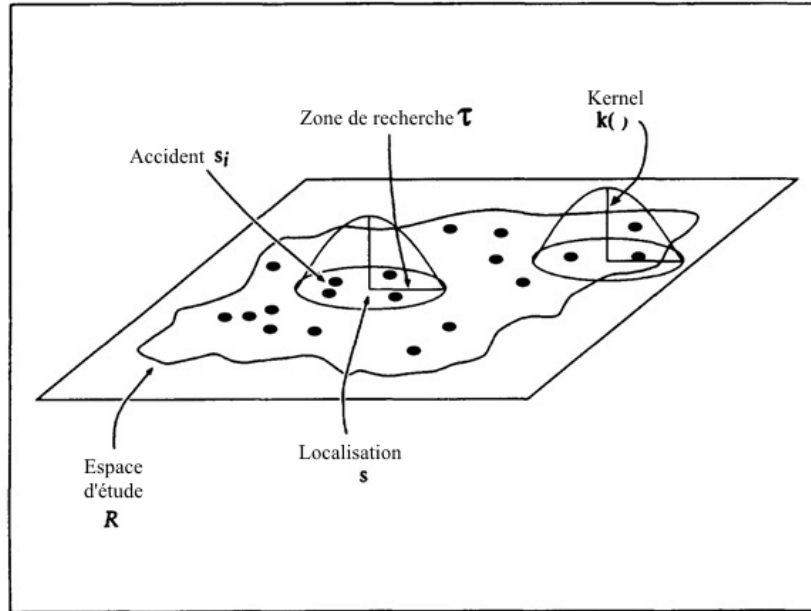 Kernel
k( )
Zone de recherche τ
Accident si
Localisation
s
Espace
d'étude
R